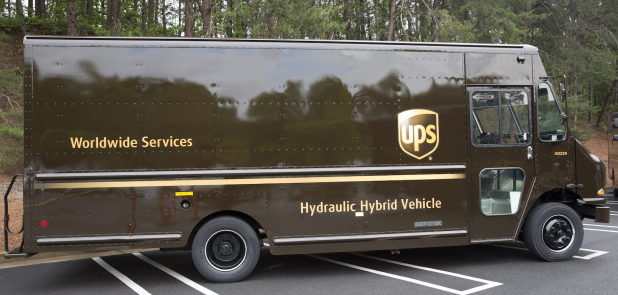 Worldwide Services
ups
Hydraulic Hybrid Vehicle